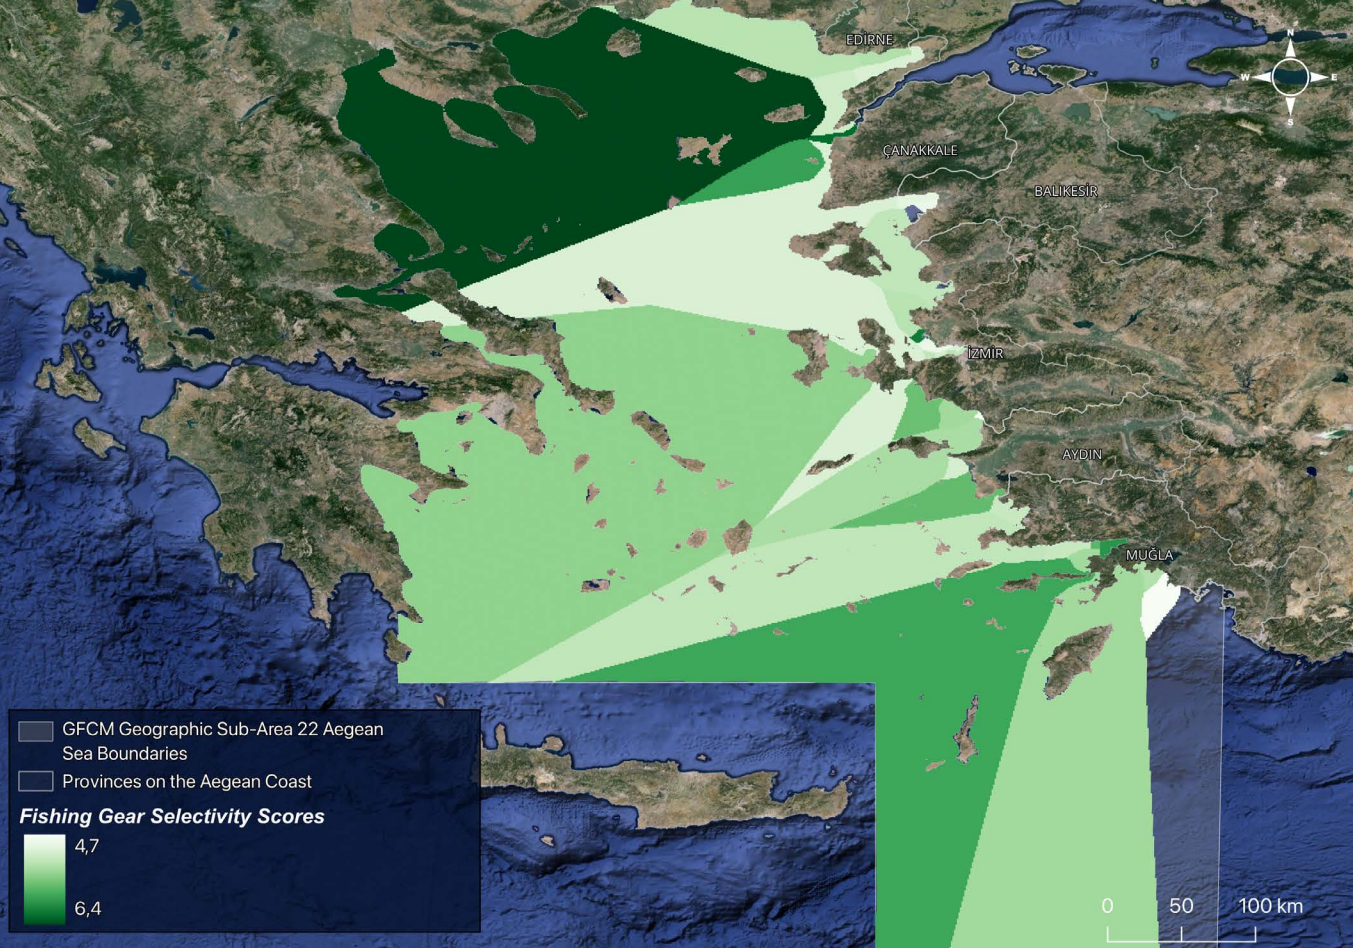 EDİRNE
N
W E
S
ÇANAKKALE
BALIKESİR
İZMİR
AYDIN
MUĞLA
GFCM Geographic Sub-Area 22 Aegean
Sea Boundaries
Provinces on the Aegean Coast
Fishing Gear Selectivity Scores
4,7
6,4
0 50 100 km